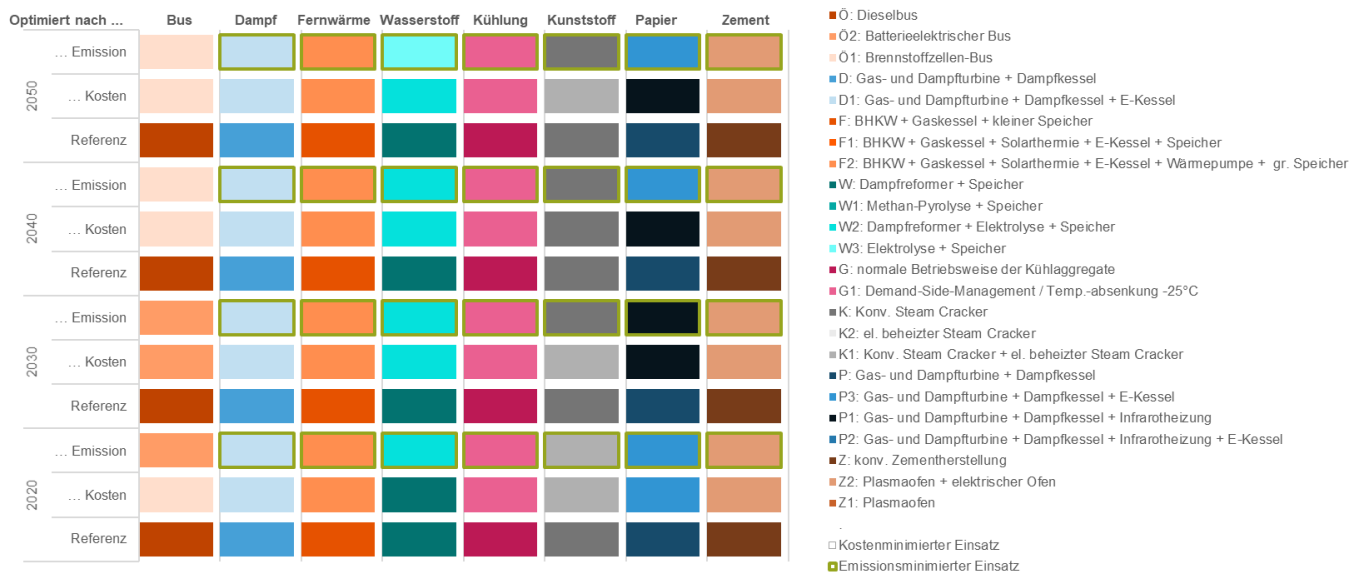 Optimiert nach ... Bus Dampf Fernwärme Wasserstoff Kühlung Kunststoff Papier Zement
2050
... Emission
... Kosten
Referenz
2040
... Emission
... Kosten
Referenz
2030
... Emission
... Kosten
Referenz
2020
... Emission
... Kosten
Referenz
Ö: Dieselbus
Ö2: Batterieelektrischer Bus
Ö1: Brennstoffzellen-Bus
D: Gas- und Dampfturbine + Dampfkessel
D1: Gas- und Dampfturbine + Dampfkessel + E-Kessel
F: BHKW + Gaskessel + kleiner Speicher
F1: BHKW + Gaskessel + Solarthermie + E-Kessel + Speicher
F2: BHKW + Gaskessel + Solarthermie + E-Kessel + Wärmepumpe + gr. Speicher
W: Dampfreformer + Speicher
W1: Methan-Pyrolyse + Speicher
W2: Dampfreformer + Elektrolyse + Speicher
W3: Elektrolyse + Speicher
G: normale Betriebsweise der Kühlaggregate
G1: Demand-Side-Management / Temp.-absenkung -25°C
K: Konv. Steam Cracker
K2: el. beheizter Steam Cracker
K1: Konv. Steam Cracker + el. beheizter Steam Cracker
P: Gas- und Dampfturbine + Dampfkessel
P3: Gas- und Dampfturbine + Dampfkessel + E-Kessel
P1: Gas- und Dampfturbine + Dampfkessel + Infrarotheizung
P2: Gas- und Dampfturbine + Dampfkessel + Infrarotheizung + E-Kessel
Z: konv. Zementherstellung
Z2: Plasmaofen + elektrischer Ofen
Z1: Plasmaofen
.
Kostenminimierter Einsatz
Emissionsminimierter Einsatz